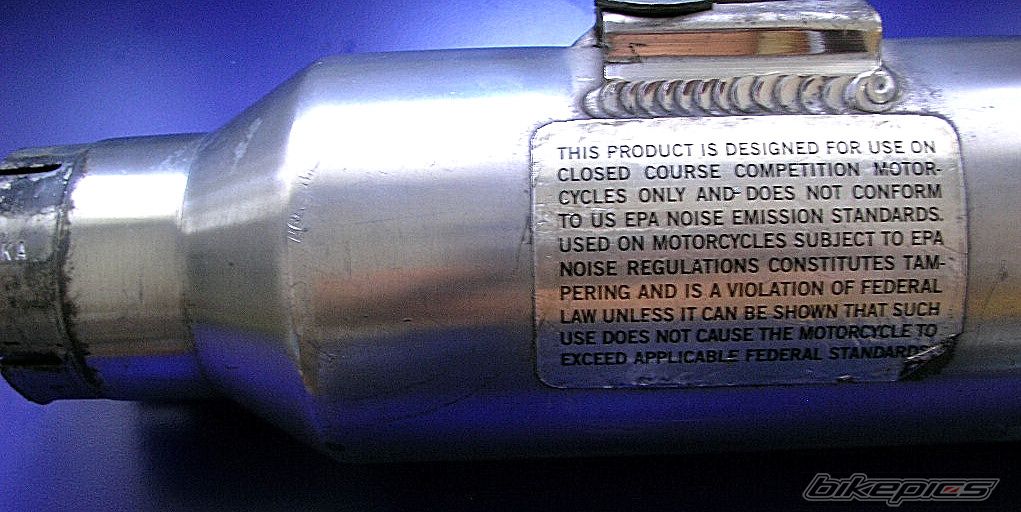 THIS PRODUCT IS DESIGNED FOR USE ON
CLOSED COURSE COMPETITION MOTOR-
CYCLES ONLY AND DOES NOT CONFORM
TO US EPA NOISE EMISSION STANDARDS.
USED ON MOTORCYCLES SUBJECT TO EPA
NOISE REGULATIONS CONSTITUTES TAM-
PERING AND IS A VIOLATION OF FEDERAL
LAW UNLESS IT CAN BE SHOWN THAT SUCH
USE DOES NOT CAUSE THE MOTORCYCLE TO
EXCEED APPLICABLE FEDERAL STANDARDS.
KA
bikepics